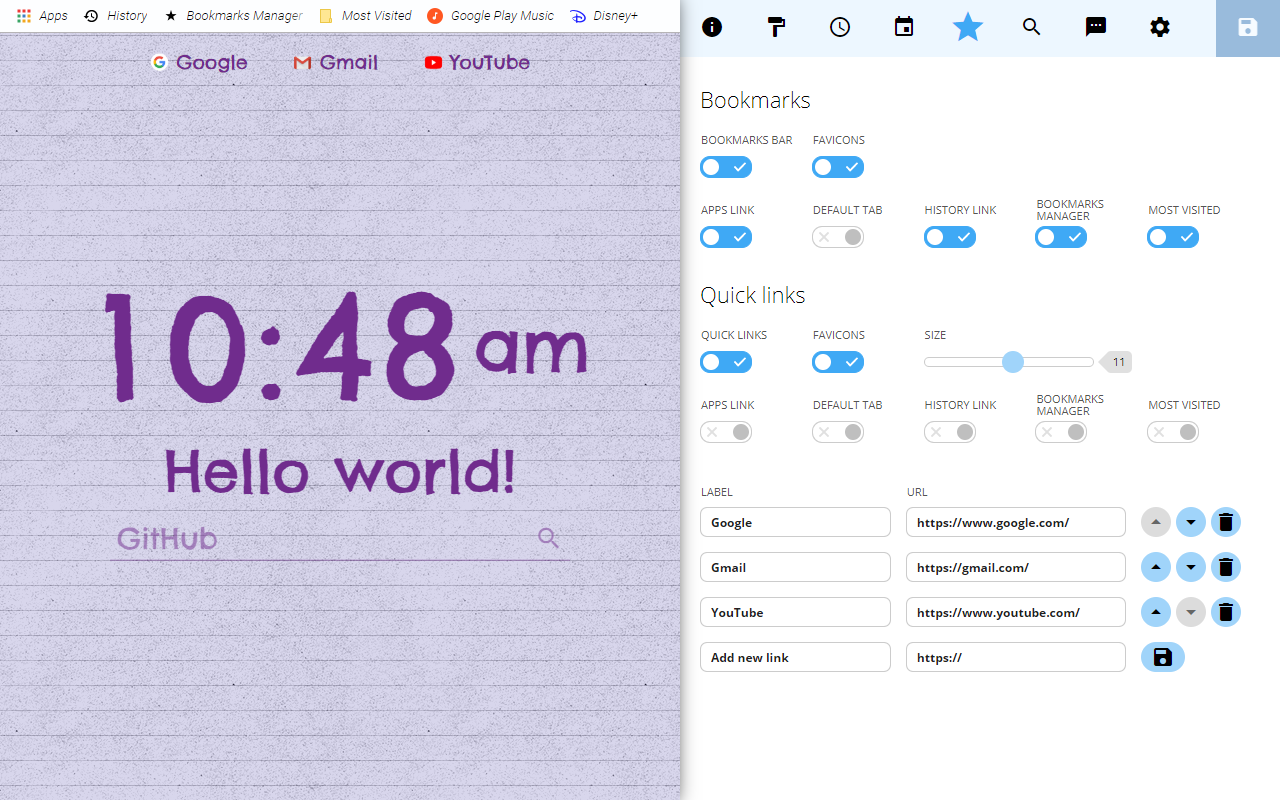 Apps History Bookmarks Manager Most Visited Google Play Music Disney+
Google Gmail YouTube
10:48 am
Hello world!
GitHub
Bookmarks
BOOKMARKS BAR FAVICONS
APPS LINK DEFAULT TAB HISTORY LINK BOOKMARKS MANAGER MOST VISITED
Quick links
QUICK LINKS FAVICONS SIZE
11
APPS LINK DEFAULT TAB HISTORY LINK BOOKMARKS MANAGER MOST VISITED
LABEL URL
Google https://www.google.com/
Gmail https://gmail.com/
YouTube https://www.youtube.com/
Add new link https://